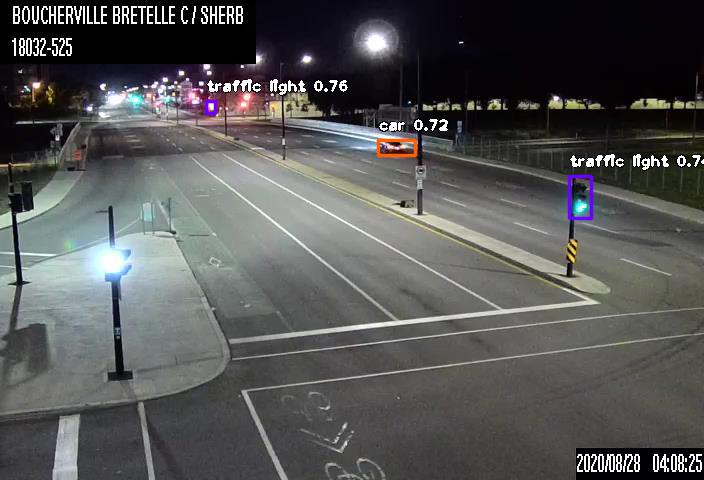 BOUCHERVILLE BRETELLE C / SHERB
18032-525
traffic light 0.76
car 0.72
traffic light 0.74
2020/08/28 04:08:25